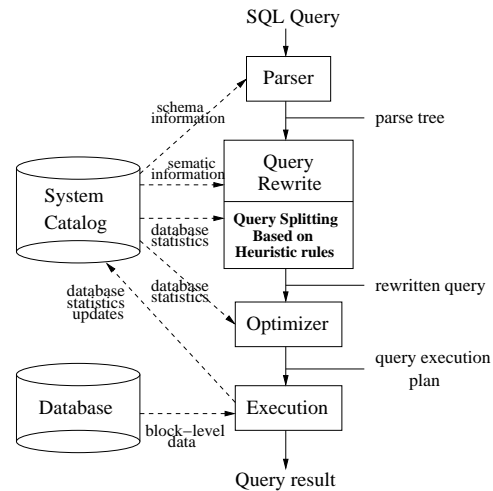 SQL Query
Parser
schema
information
parse tree
sematic
information
Query
Rewrite
System
Catalog
Query Splitting
Based on
Heuristic rules
database
statistics
database
statistics
rewritten query
database
statistics
updates
Optimizer
query execution
plan
Database
Execution
block-level
data
Query result